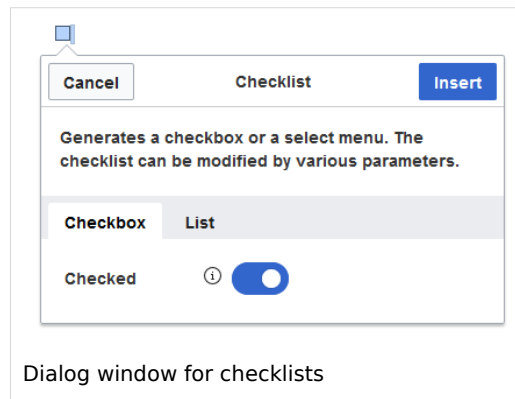 Cancel Checklist Insert
Generates a checkbox or a select menu. The
checklist can be modified by various parameters.
Checkbox List
Checked
Dialog window for checklists